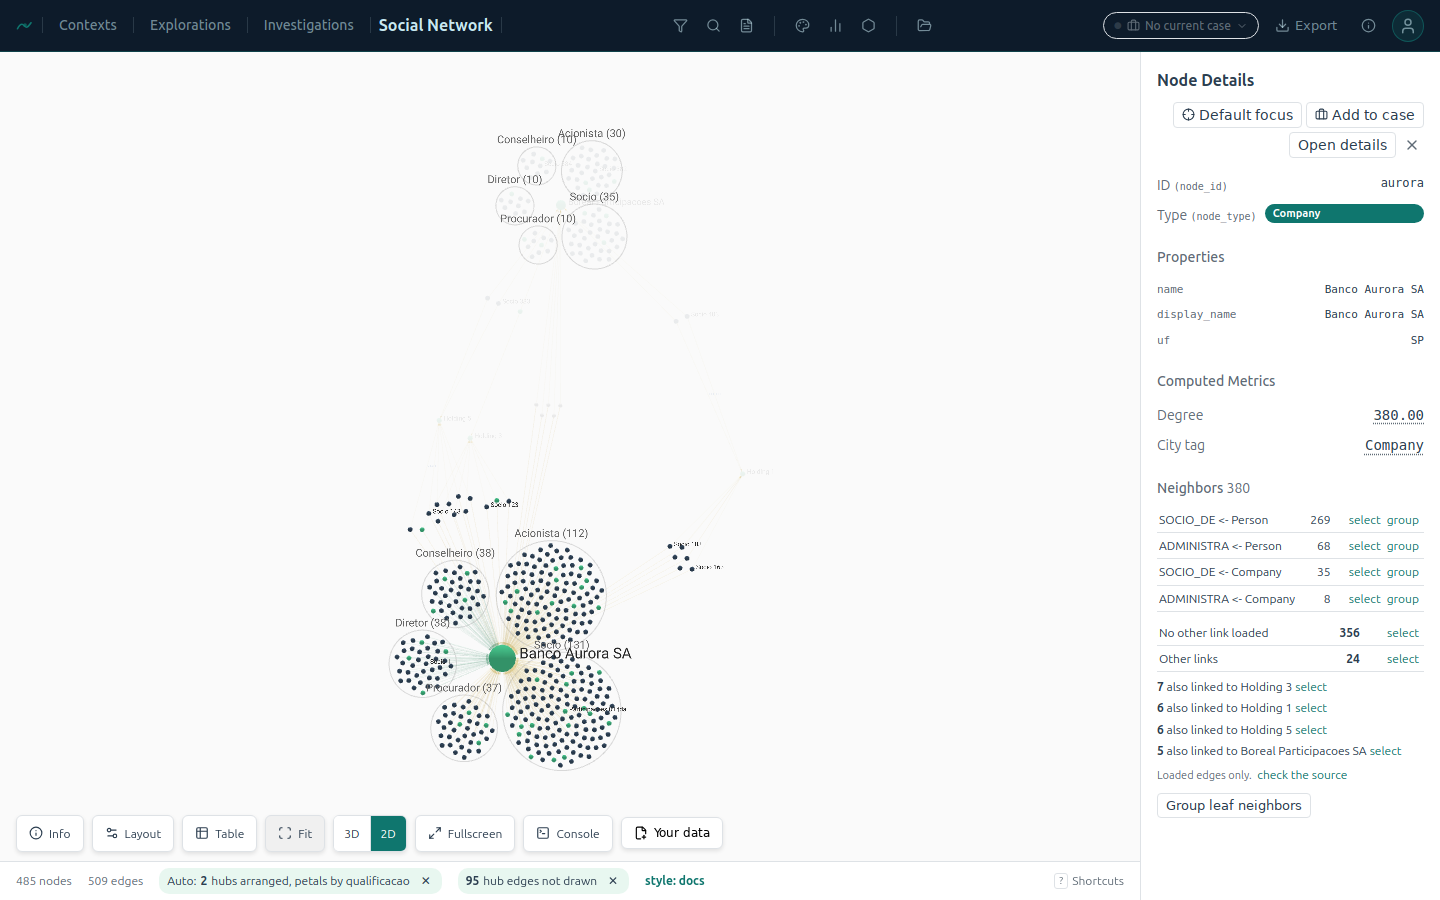 Contexts
Explorations
Investigations
Social Network
No current case
Export
Conselheiro (10)
Acionista (30)
Diretor (10)
Socio (35)
Procurador (10)
Acionista (112)
Conselheiro (38)
Diretor (38)
Socio (131)
Banco Aurora SA
Procurador (37)
Node Details
Default focus
Add to case
Open details
ID (node_id) aurora
Type (node_type) Company
Properties
name Banco Aurora SA
display_name Banco Aurora SA
uf SP
Computed Metrics
Degree 380.00
City tag Company
Neighbors 380
SOCIO_DE <- Person 269 select group
ADMINISTRA <- Person 68 select group
SOCIO_DE <- Company 35 select group
ADMINISTRA <- Company 8 select group
No other link loaded 356 select
Other links 24 select
7 also linked to Holding 3 select
6 also linked to Holding 1 select
6 also linked to Holding 5 select
5 also linked to Boreal Participacoes SA select
Loaded edges only. check the source
Group leaf neighbors
Info
Layout
Table
Fit
3D
2D
Fullscreen
Console
Your data
485 nodes
509 edges
Auto: 2 hubs arranged, petals by qualificacao
95 hub edges not drawn
style: docs
? Shortcuts